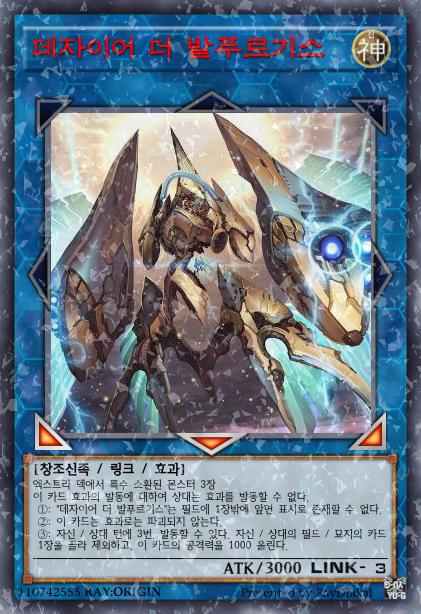 데자이어 더 발푸르기스
神
[창조신족 / 링크 / 효과]
엑스트라 덱에서 특수 소환된 몬스터 3장
이 카드 효과의 발동에 대하여 상대는 효과를 발동할 수 없다.
①: "데자이어 더 발푸르기스"는 필드에 1장밖에 앞면 표시로 존재할 수 없다.
②: 이 카드는 효과로는 파괴되지 않는다.
③: 자신 / 상대 턴에 3번, 발동할 수 있다. 자신 / 상대의 필드 / 묘지의 카드
1장을 골라 제외하고, 이 카드의 공격력을 1000 올린다.
ATK/3000 LINK- 3
110742565 RAY:ORIGIN
Presented by RayDrakal